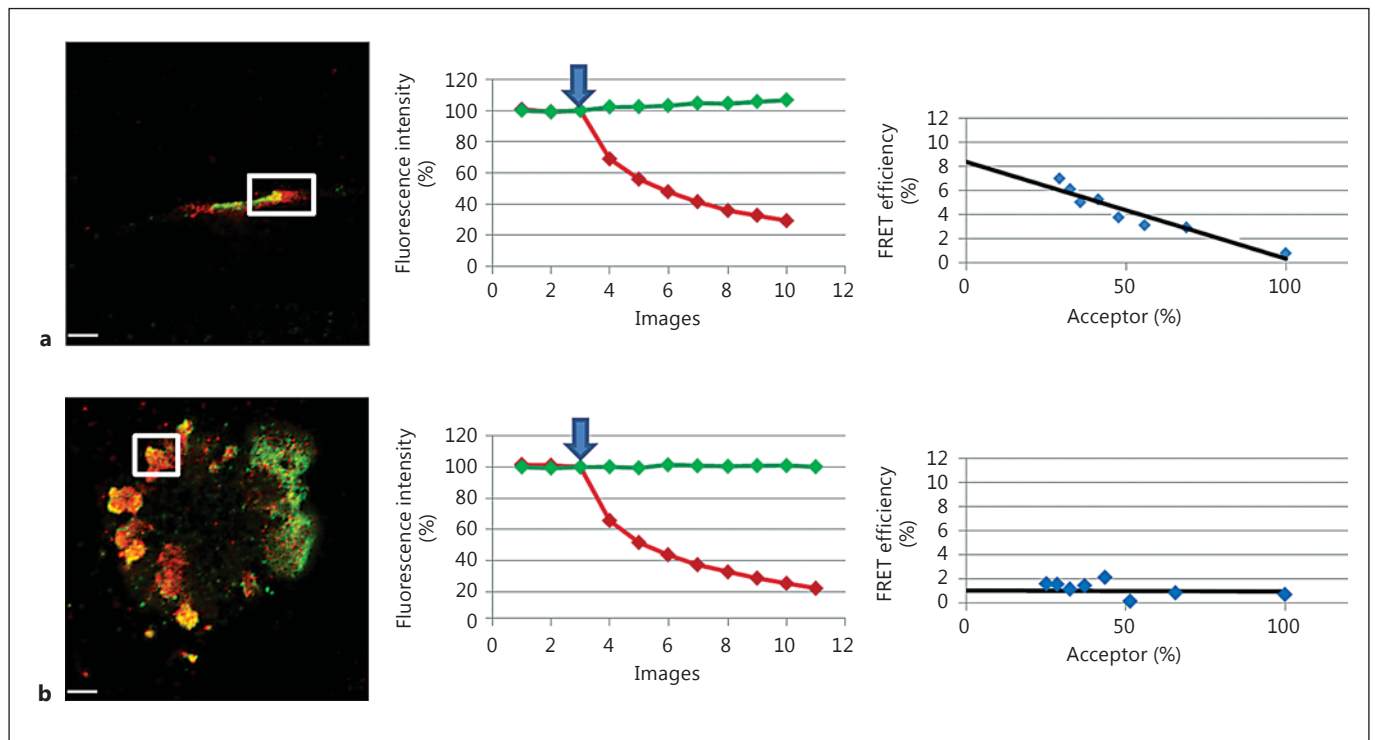 a
Fluorescence intensity
(%)
120
100
80
60
40
20
0
0 2 4 6 8 10 12
Images
FRET efficiency
(%)
12
10
8
6
4
2
0
0 50 100
Acceptor (%)
b
Fluorescence intensity
(%)
120
100
80
60
40
20
0
0 2 4 6 8 10 12
Images
FRET efficiency
(%)
12
10
8
6
4
2
0
0 50 100
Acceptor (%)